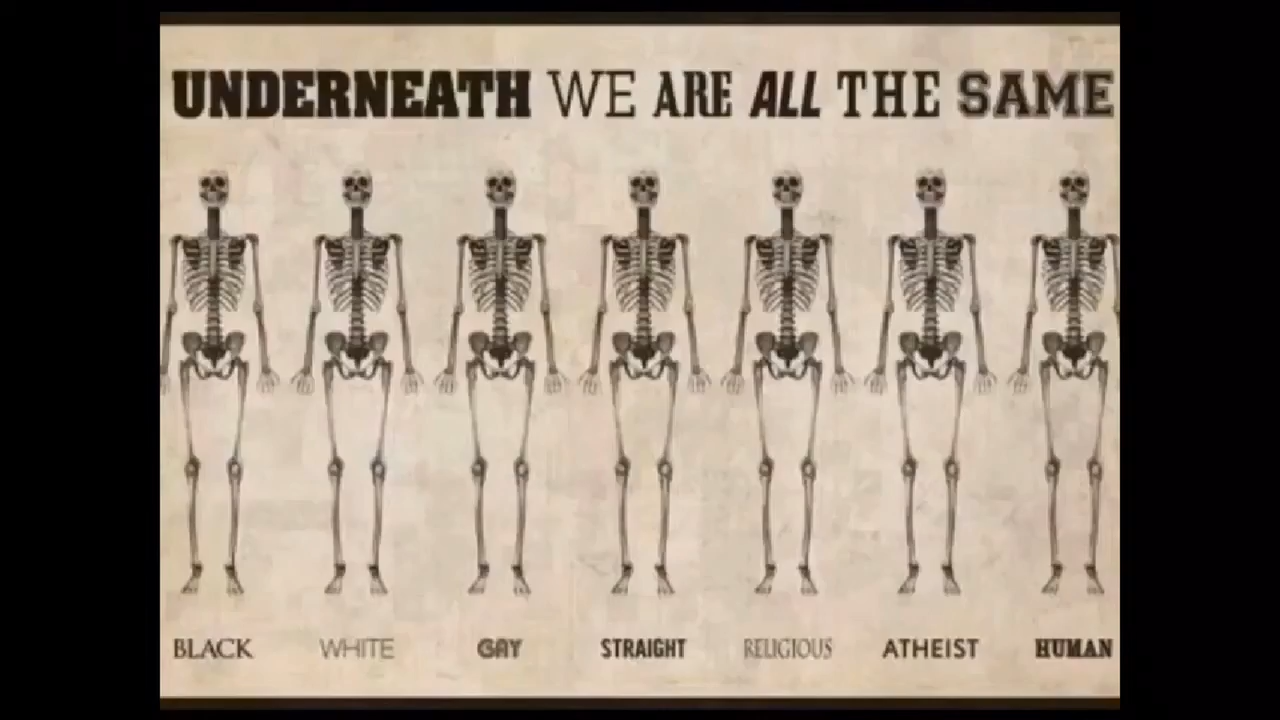 UNDERNEATH WE ARE ALL THE SAME
BLACK WHITE GAY STRAIGHT RELIGIOUS ATHEIST HUMAN